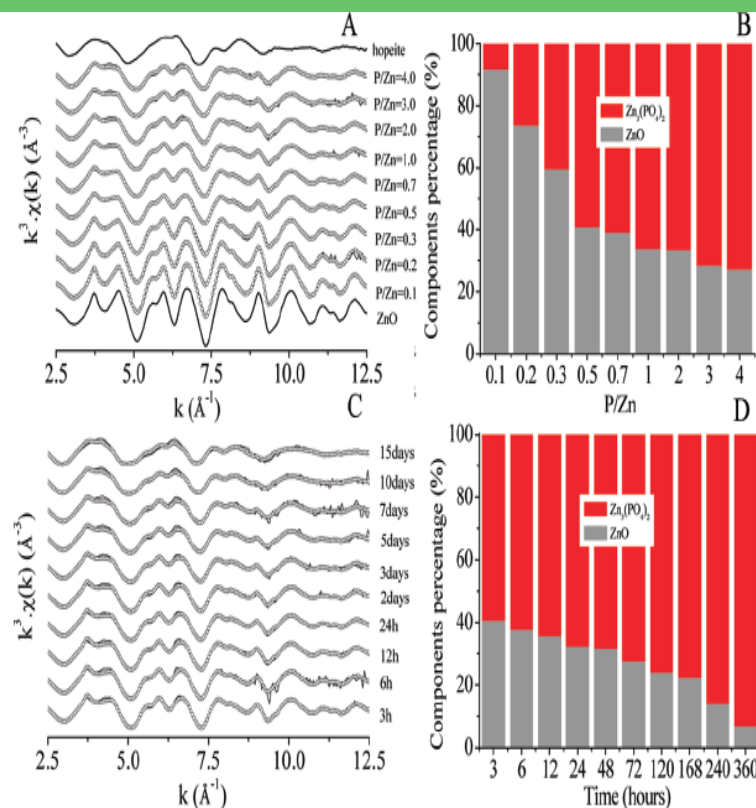 A
hopeite
P/Zn=4.0
P/Zn=3.0
P/Zn=2.0
P/Zn=1.0
P/Zn=0.7
P/Zn=0.5
P/Zn=0.3
P/Zn=0.2
P/Zn=0.1
ZnO
k³·χ(k) (Å⁻³)
2.5 5.0 7.5 10.0 12.5
k (Å⁻¹)
B
Components percentage (%)
100
80
60
40
20
0
Zn₃(PO₄)₂
ZnO
0.1 0.2 0.3 0.5 0.7 1 2 3 4
P/Zn
C
15days
10days
7days
5days
3days
2days
24h
12h
6h
3h
k³·χ(k) (Å⁻³)
2.5 5.0 7.5 10.0 12.5
k (Å⁻¹)
D
Components percentage (%)
100
80
60
40
20
0
Zn₃(PO₄)₂
ZnO
3 6 12 24 48 72 120 168 240 360
Time (hours)